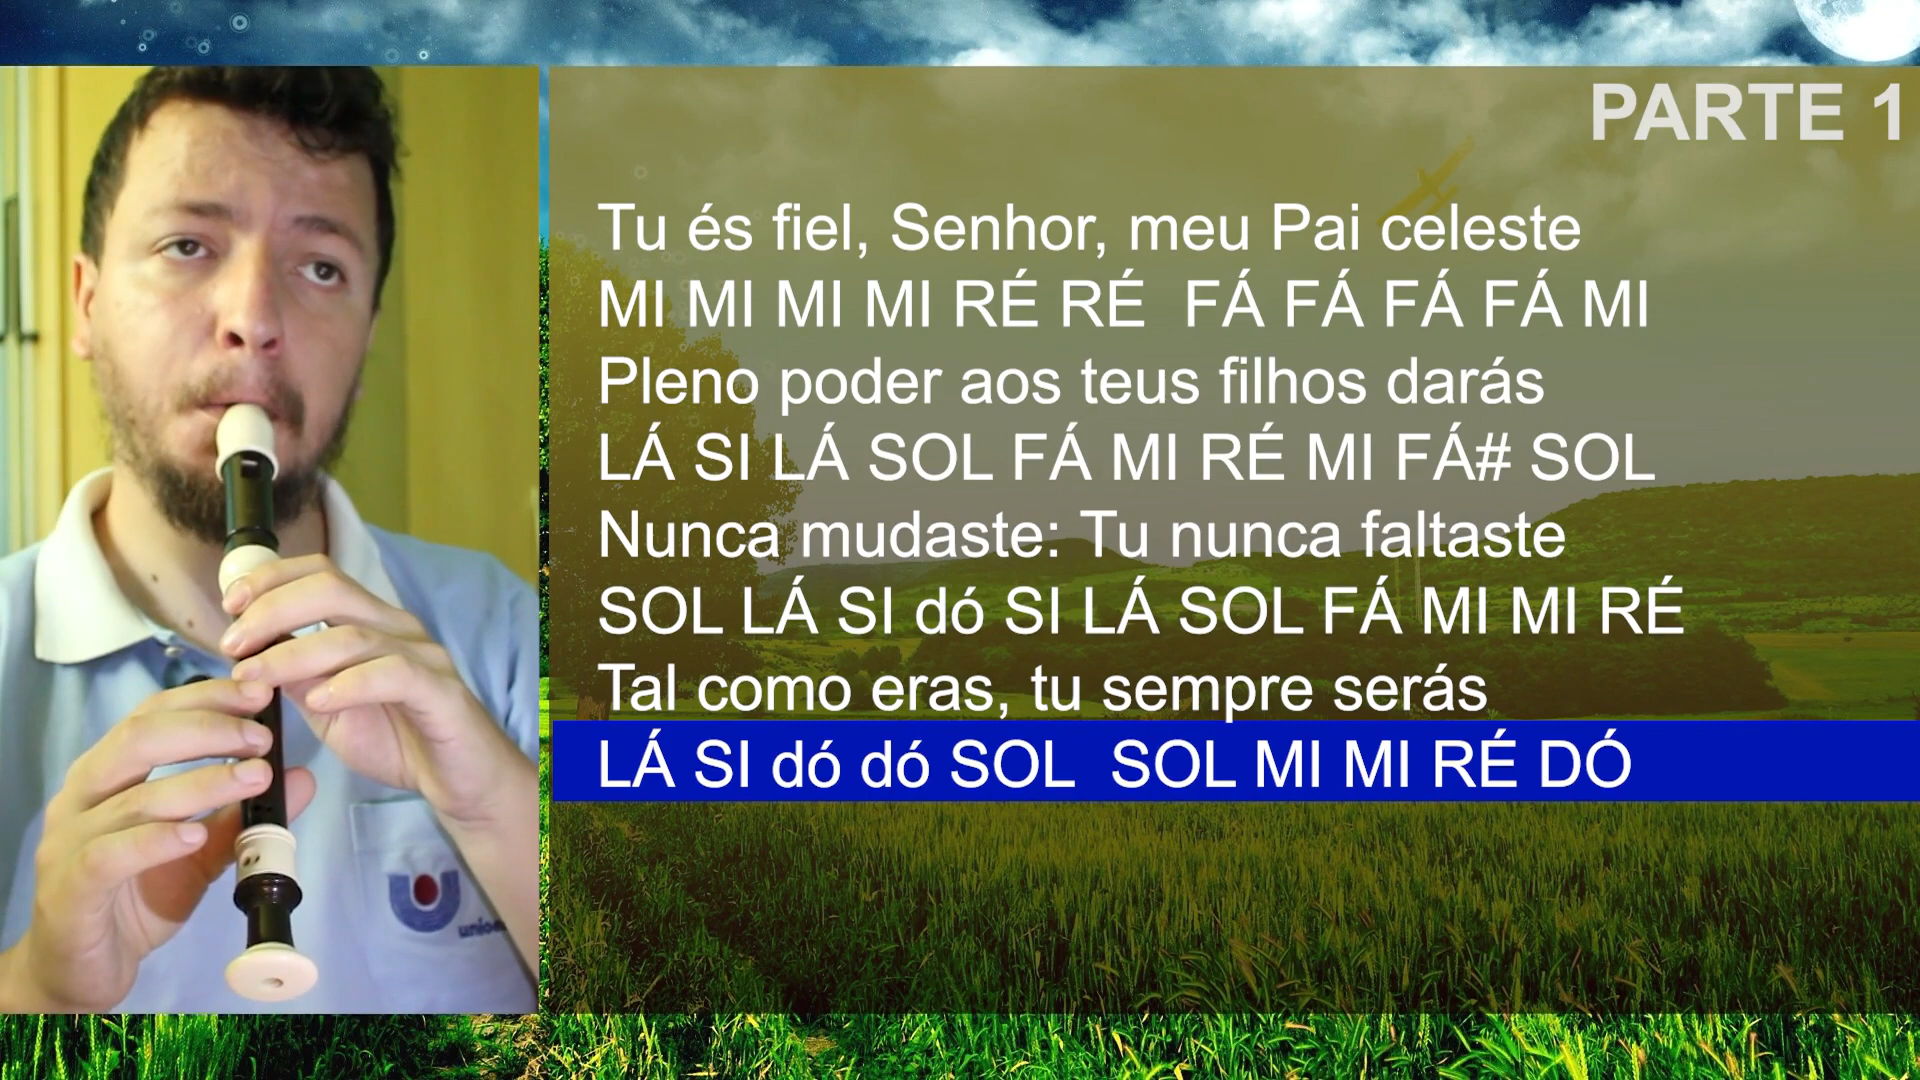 PARTE 1
Tu és fiel, Senhor, meu Pai celeste
MI MI MI MI RÉ RÉ  FÁ FÁ FÁ FÁ MI
Pleno poder aos teus filhos darás
LÁ SI LÁ SOL FÁ MI RÉ MI FÁ# SOL
Nunca mudaste: Tu nunca faltaste
SOL LÁ SI dó SI LÁ SOL FÁ MI MI RÉ
Tal como eras, tu sempre serás
LÁ SI dó dó SOL  SOL MI MI RÉ DÓ